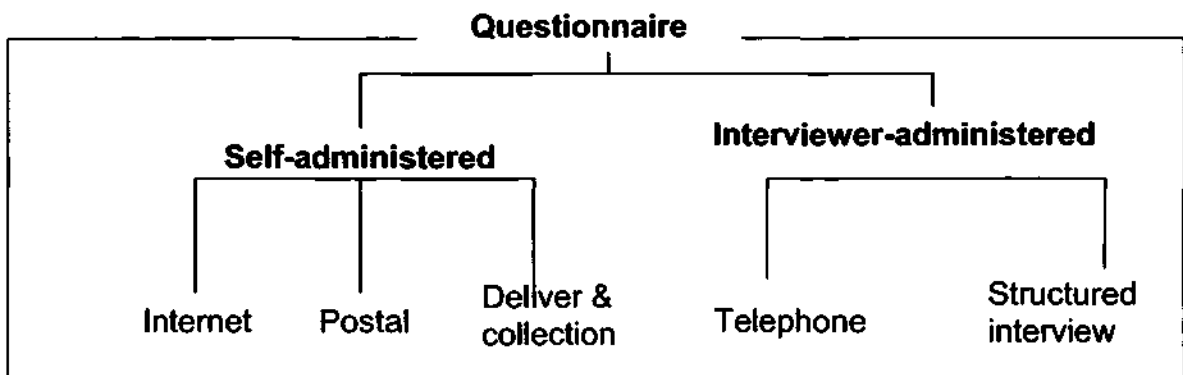 Questionnaire
Self-administered
Interviewer-administered
Internet
Postal
Deliver &
collection
Telephone
Structured
interview